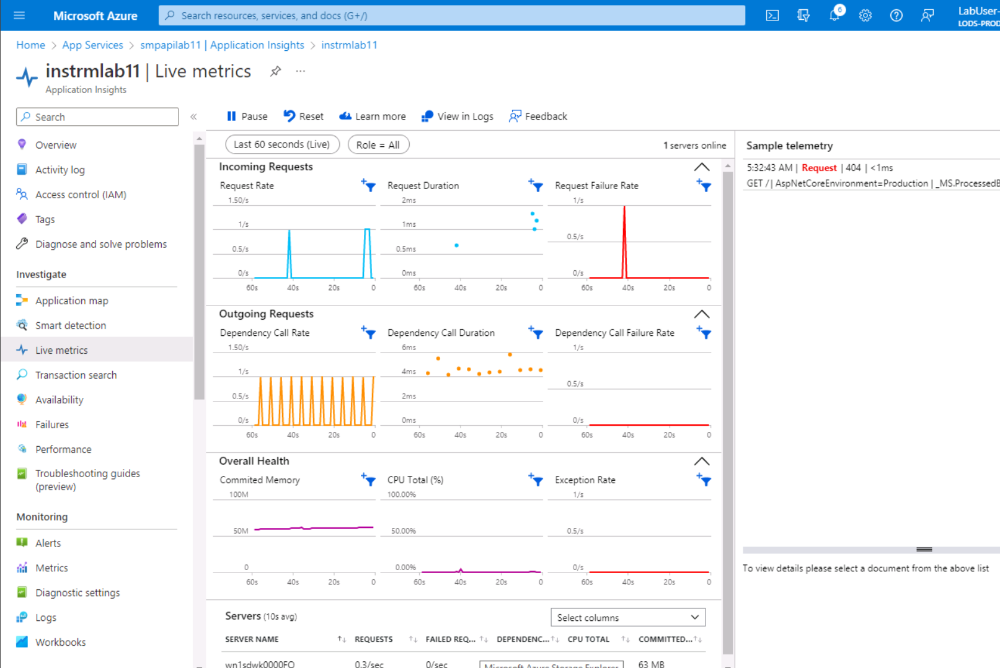 Microsoft Azure
Search resources, services, and docs (G+/)
6
LabUser-
LODS-PROD
Home > App Services > smpapilab11 | Application Insights > instrmlab11
instrmlab11 | Live metrics
...
Application Insights
Search
«
Pause
Reset
Learn more
View in Logs
Feedback
Overview
Activity log
Access control (IAM)
Tags
Diagnose and solve problems
Investigate
Application map
Smart detection
Live metrics
Transaction search
Availability
Failures
Performance
Troubleshooting guides
(preview)
Monitoring
Alerts
Metrics
Diagnostic settings
Logs
Workbooks
Last 60 seconds (Live)
Role = All
1 servers online
Incoming Requests
Request Rate
1.50/s
1/s
0.5/s
0/s
60s 40s 20s 0
Request Duration
2ms
1ms
0.5ms
0ms
60s 40s 20s 0
Request Failure Rate
1/s
0.5/s
0/s
60s 40s 20s 0
Outgoing Requests
Dependency Call Rate
1.50/s
1/s
0.5/s
0/s
60s 40s 20s 0
Dependency Call Duration
6ms
4ms
2ms
0ms
60s 40s 20s 0
Dependency Call Failure Rate
1/s
0.5/s
0/s
60s 40s 20s 0
Overall Health
Commited Memory
100M
50M
0
60s 40s 20s 0
CPU Total (%)
100.00%
50.00%
0.00%
60s 40s 20s 0
Exception Rate
1/s
0.5/s
0/s
60s 40s 20s 0
Servers (10s avg)
Select columns
SERVER NAME ↑↓ REQUESTS ↑↓ FAILED REQ... ↑↓ DEPENDENC... ↑↓ CPU TOTAL ↑↓ COMMITTED... ↑↓
wn1sdwk0000FO 0.3/sec 0/sec 63 MB
Microsoft Azure Storage Explorer
Sample telemetry
5:32:43 AM | Request | 404 | <1ms
GET / | AspNetCoreEnvironment=Production | _MS.ProcessedB
To view details please select a document from the above list